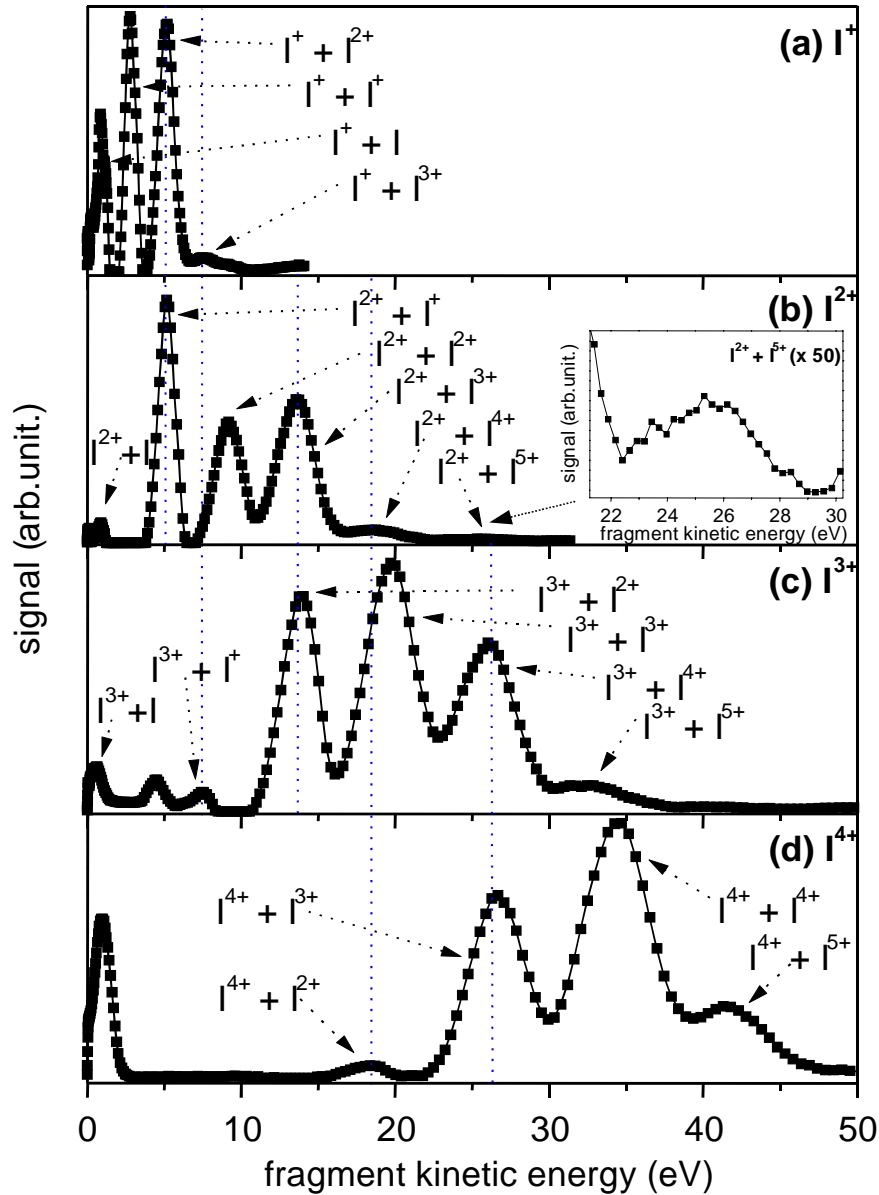 (a) I⁺
I⁺ + I²⁺
I⁺ + I⁺
I⁺ + I
I⁺ + I³⁺
(b) I²⁺
I²⁺ + I⁺
I²⁺ + I²⁺
I²⁺ + I³⁺
I²⁺ + I⁴⁺
I²⁺ + I⁵⁺
I²⁺ + I
I²⁺ + I⁵⁺ (x 50)
signal (arb.unit.)
22 24 26 28 30
fragment kinetic energy (eV)
signal (arb.unit.)
(c) I³⁺
I³⁺ + I²⁺
I³⁺ + I³⁺
I³⁺ + I⁴⁺
I³⁺ + I⁵⁺
I³⁺ + I⁺
I³⁺ + I
(d) I⁴⁺
I⁴⁺ + I³⁺
I⁴⁺ + I²⁺
I⁴⁺ + I⁴⁺
I⁴⁺ + I⁵⁺
0 10 20 30 40 50
fragment kinetic energy (eV)